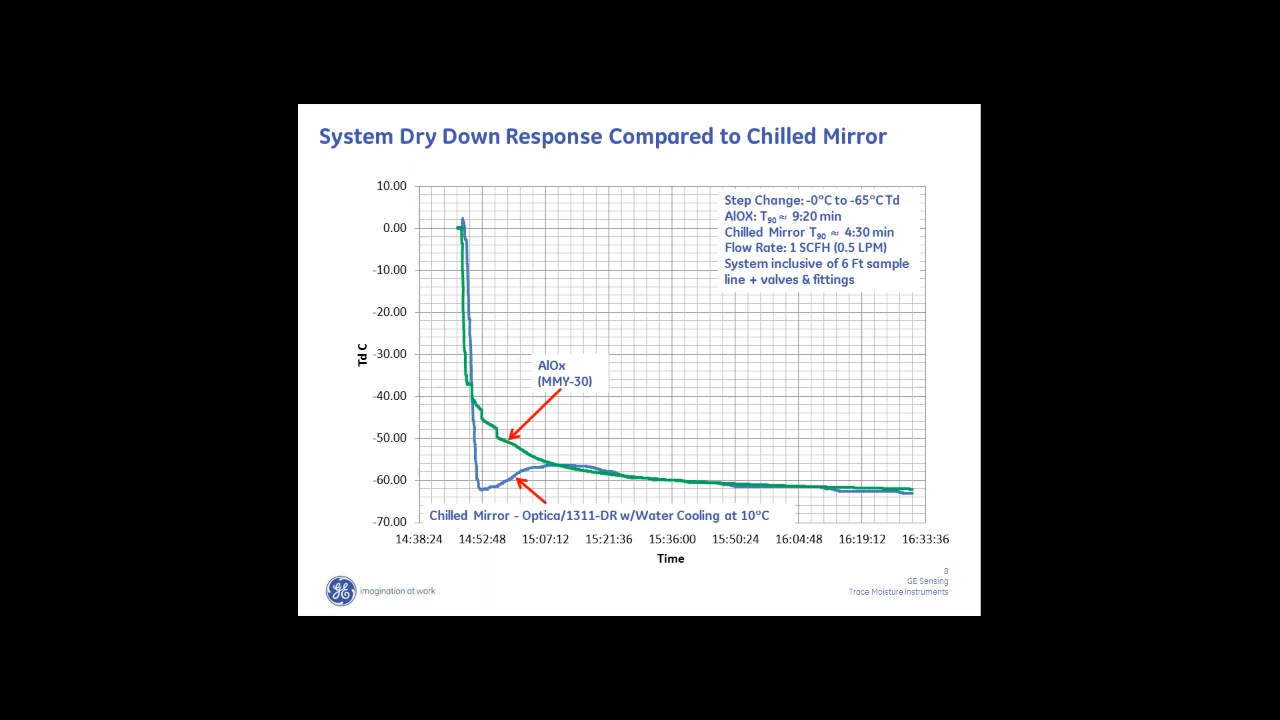 System Dry Down Response Compared to Chilled Mirror
10.00
0.00
-10.00
-20.00
-30.00
-40.00
-50.00
-60.00
-70.00
Td C
Step Change: -0°C to -65°C Td
AlOX: T90 ≈ 9:20 min
Chilled Mirror T90 ≈ 4:30 min
Flow Rate: 1 SCFH (0.5 LPM)
System inclusive of 6 Ft sample
line + valves & fittings
AlOx
(MMY-30)
Chilled Mirror - Optica/1311-DR w/Water Cooling at 10°C
14:38:24 14:52:48 15:07:12 15:21:36 15:36:00 15:50:24 16:04:48 16:19:12 16:33:36
Time
GE imagination at work
8
GE Sensing
Trace Moisture Instruments